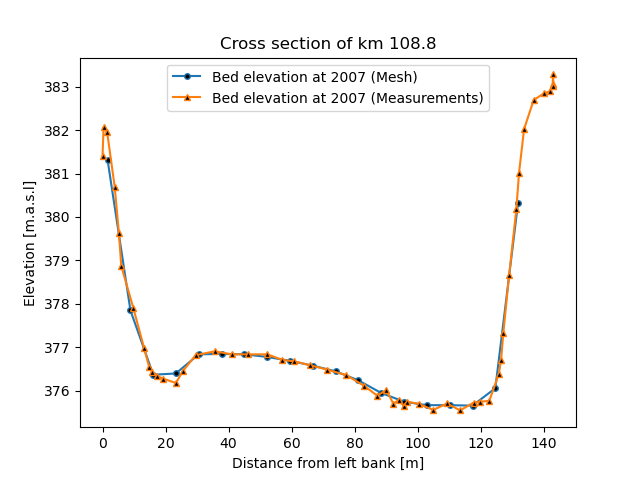 Cross section of km 108.8
Bed elevation at 2007 (Mesh)
Bed elevation at 2007 (Measurements)
Elevation [m.a.s.l]
383
382
381
380
379
378
377
376
0 20 40 60 80 100 120 140
Distance from left bank [m]